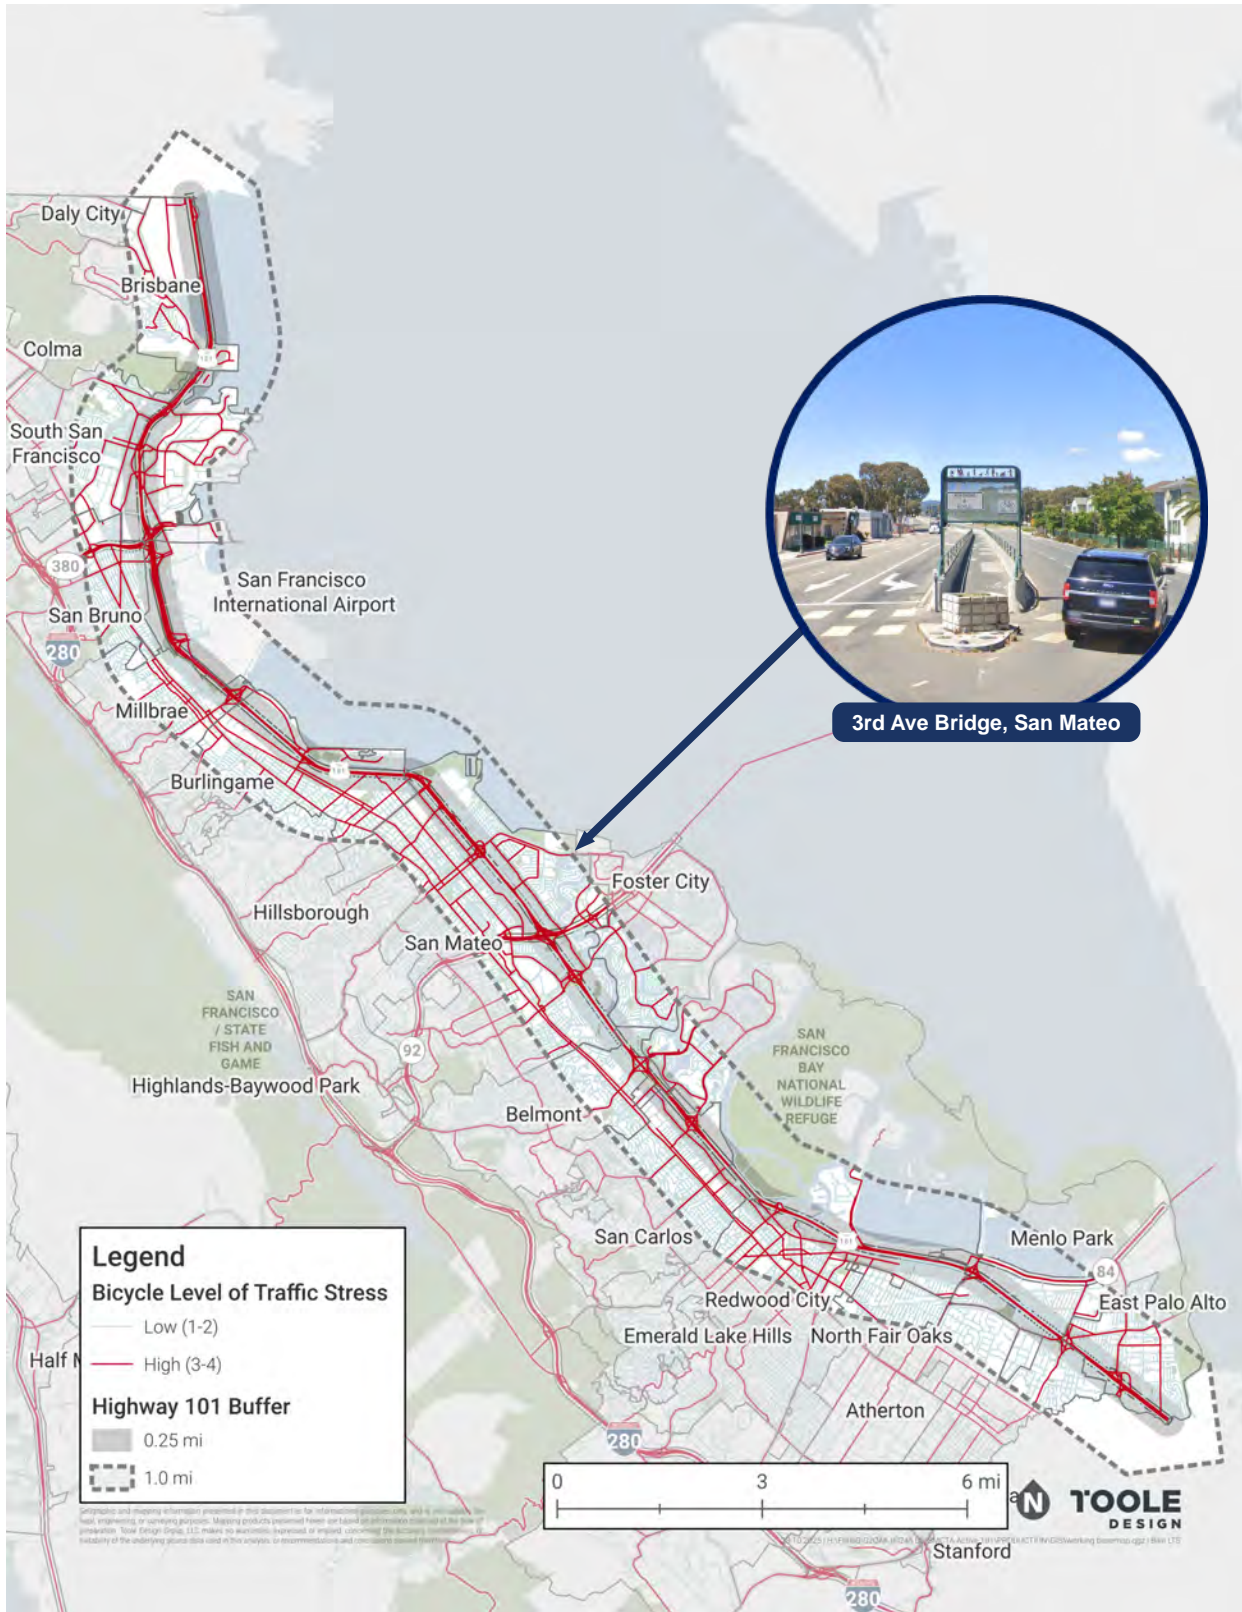 Daly City
Brisbane
Colma
101
South San
Francisco
380
San Bruno
280
San Francisco
International Airport
Millbrae
101
Burlingame
3rd Ave Bridge, San Mateo
Foster City
Hillsborough
San Mateo
SAN
FRANCISCO
/ STATE
FISH AND
GAME
92
Highlands-Baywood Park
SAN
FRANCISCO
BAY
NATIONAL
WILDLIFE
REFUGE
Belmont
San Carlos
101
Menlo Park
84
Redwood City
East Palo Alto
Emerald Lake Hills
North Fair Oaks
Atherton
280
Half M
Legend
Bicycle Level of Traffic Stress
Low (1-2)
High (3-4)
Highway 101 Buffer
0.25 mi
1.0 mi
0 3 6 mi
N
TOOLE
DESIGN
Stanford
280